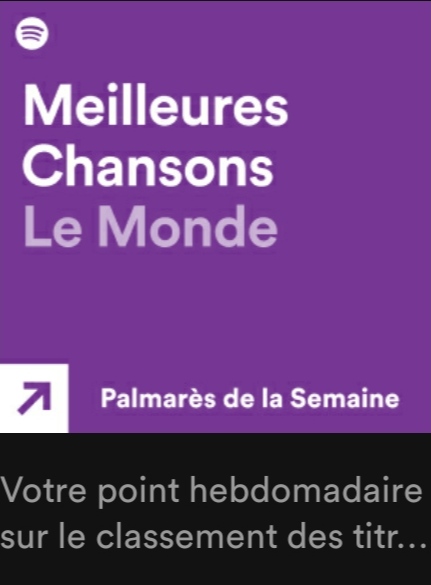 Meilleures
Chansons
Le Monde
Palmarès de la Semaine
Votre point hebdomadaire
sur le classement des titr...